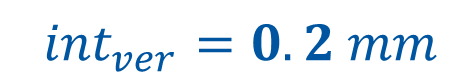 int_ver = 0.2 mm